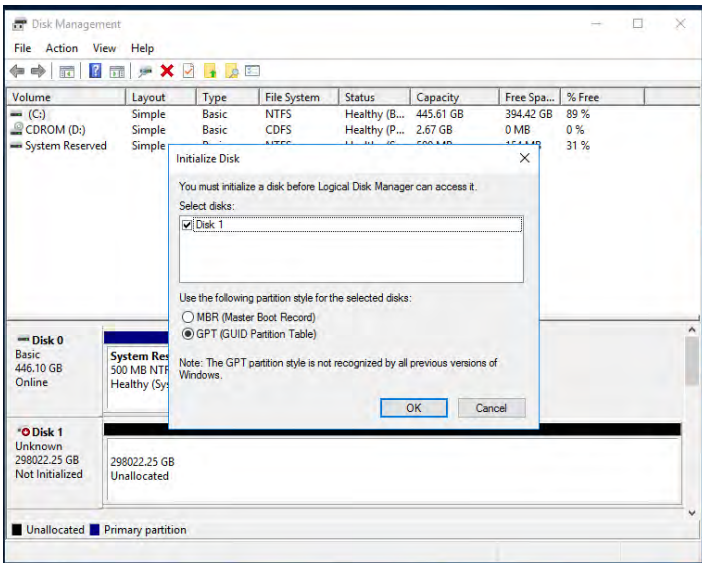 Disk Management
File Action View Help
Volume Layout Type File System Status Capacity Free Spa... % Free
(C:) Simple Basic NTFS Healthy (B... 445.61 GB 394.42 GB 89 %
CDROM (D:) Simple Basic CDFS Healthy (P... 2.67 GB 0 MB 0 %
System Reserved Simple 31 %
Initialize Disk
You must initialize a disk before Logical Disk Manager can access it.
Select disks:
Disk 1
Use the following partition style for the selected disks:
MBR (Master Boot Record)
GPT (GUID Partition Table)
Note: The GPT partition style is not recognized by all previous versions of
Windows.
OK Cancel
Disk 0
Basic
446.10 GB
Online
System Res
500 MB NTF
Healthy (Sys
Disk 1
Unknown
298022.25 GB
Not Initialized
298022.25 GB
Unallocated
Unallocated Primary partition